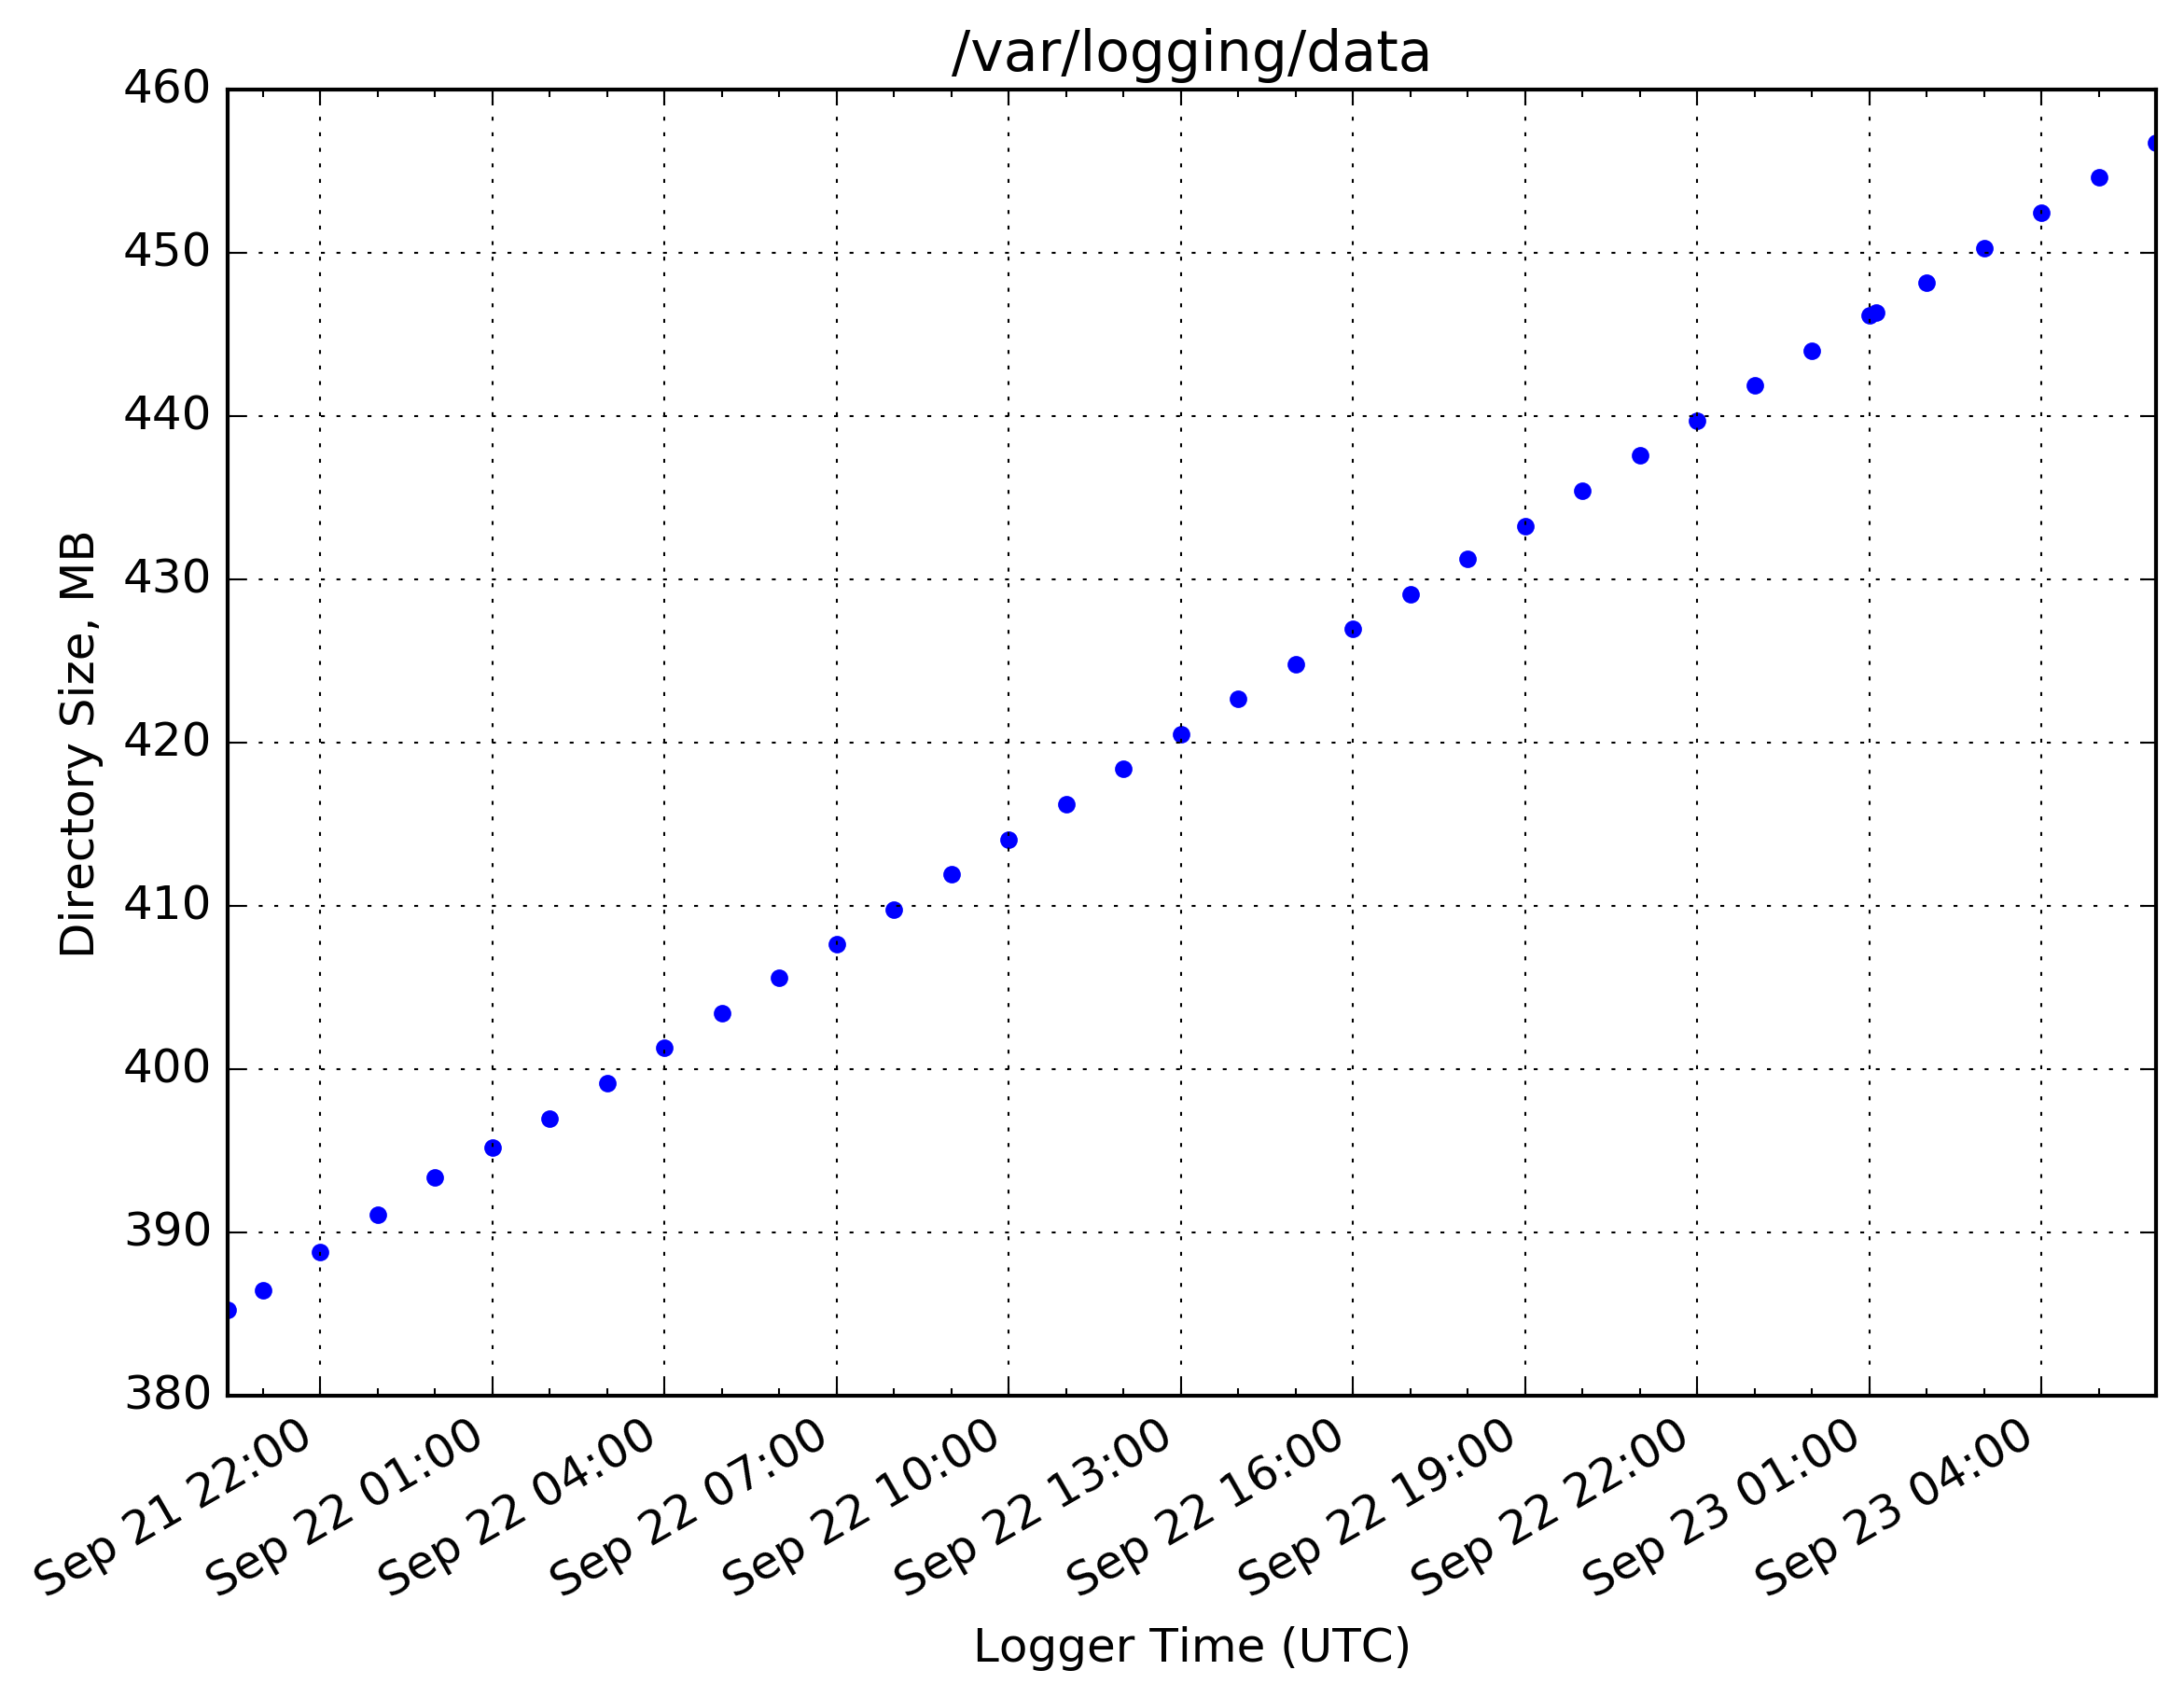 /var/logging/data
460
450
440
430
420
410
400
390
380
Directory Size, MB
Sep 21 22:00
Sep 22 01:00
Sep 22 04:00
Sep 22 07:00
Sep 22 10:00
Sep 22 13:00
Sep 22 16:00
Sep 22 19:00
Sep 22 22:00
Sep 23 01:00
Sep 23 04:00
Logger Time (UTC)